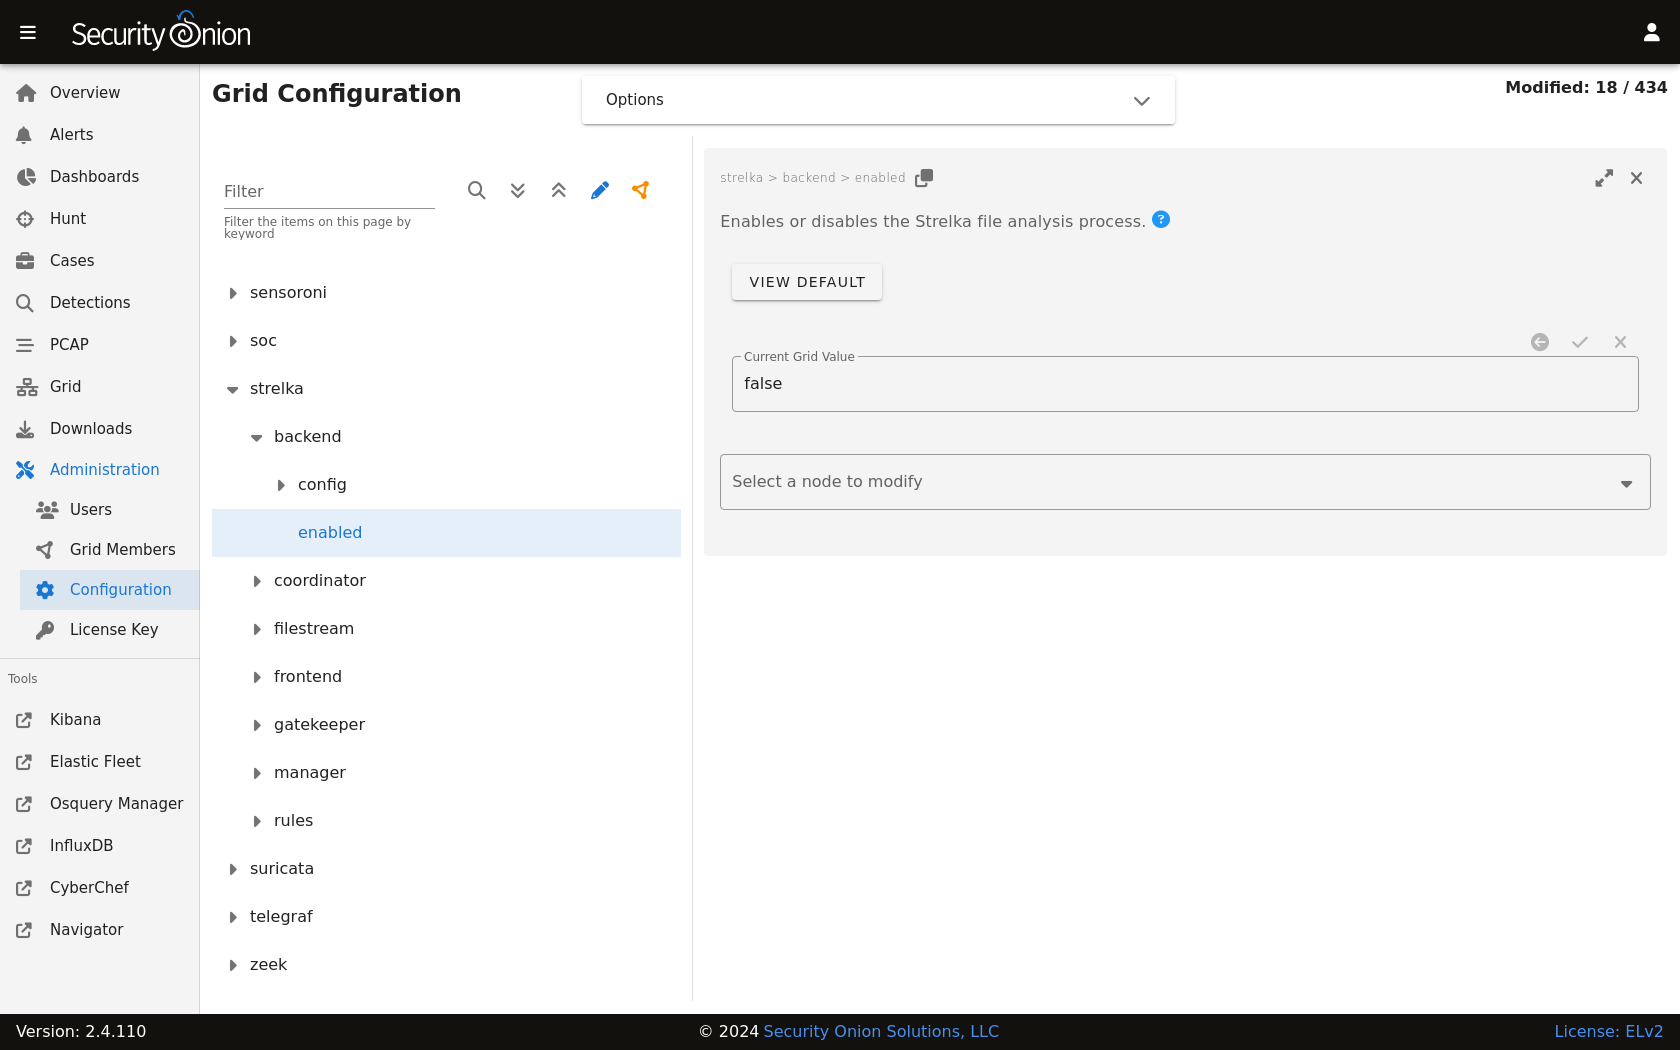 Security Onion
Overview
Alerts
Dashboards
Hunt
Cases
Detections
PCAP
Grid
Downloads
Administration
Users
Grid Members
Configuration
License Key
Tools
Kibana
Elastic Fleet
Osquery Manager
InfluxDB
CyberChef
Navigator
Grid Configuration
Options
Modified: 18 / 434
Filter
Filter the items on this page by
keyword
sensoroni
soc
strelka
backend
config
enabled
coordinator
filestream
frontend
gatekeeper
manager
rules
suricata
telegraf
zeek
strelka > backend > enabled
Enables or disables the Strelka file analysis process.
VIEW DEFAULT
Current Grid Value
false
Select a node to modify
Version: 2.4.110
© 2024 Security Onion Solutions, LLC
License: ELv2